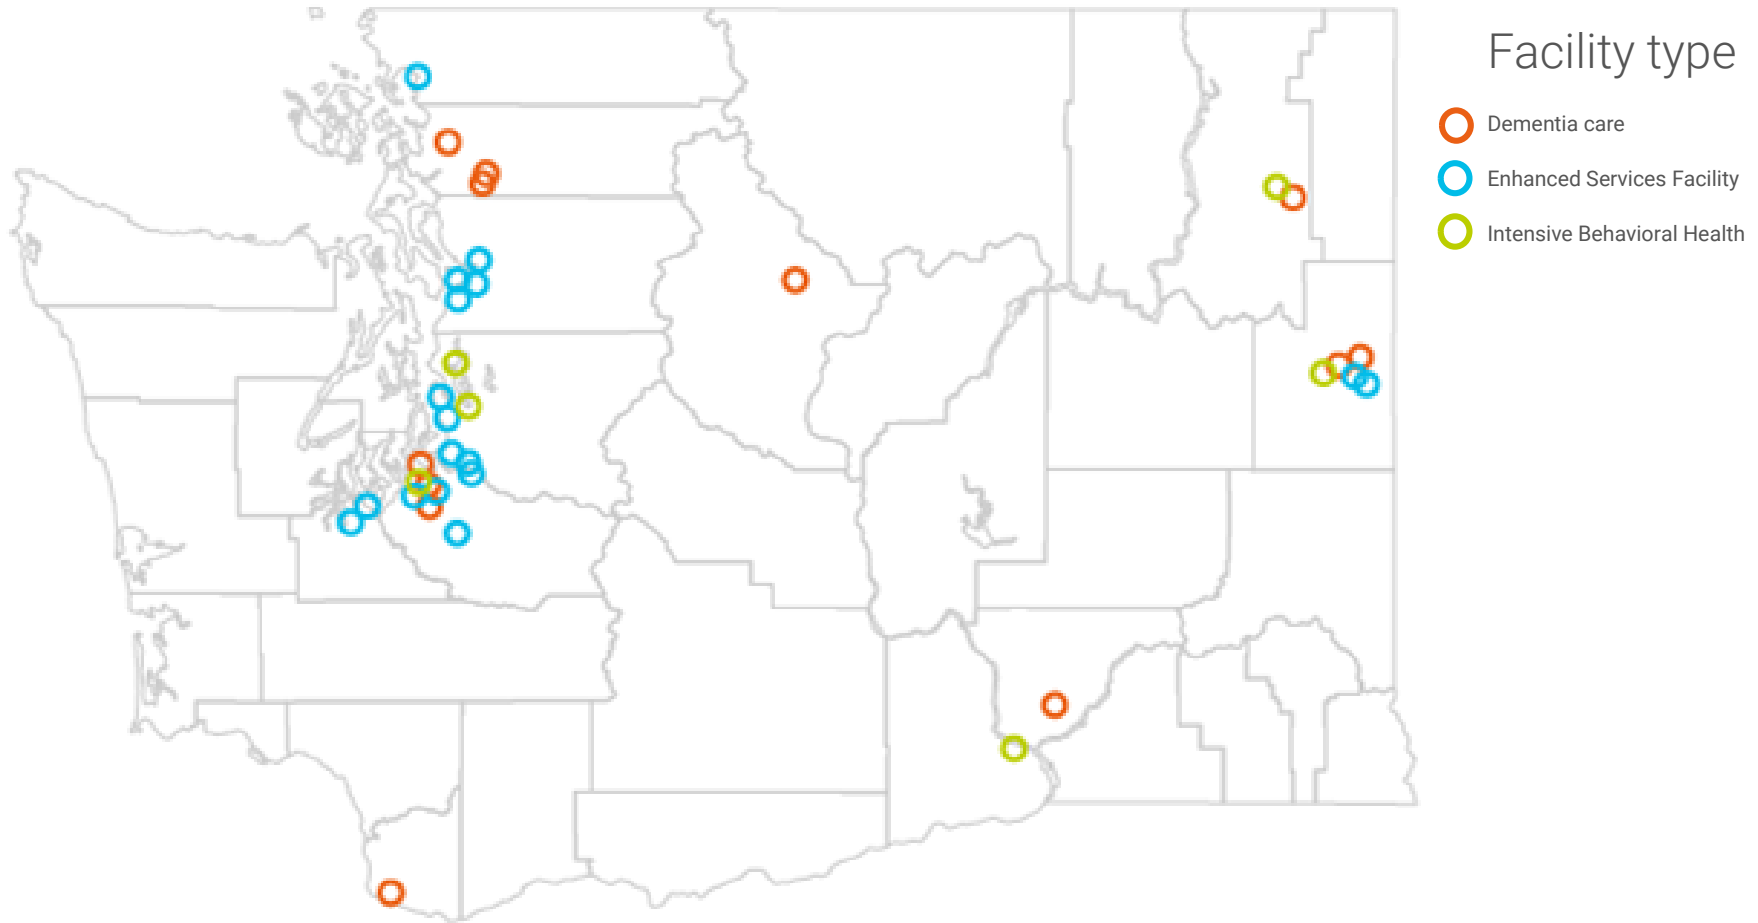 Facility type
Dementia care
Enhanced Services Facility
Intensive Behavioral Health